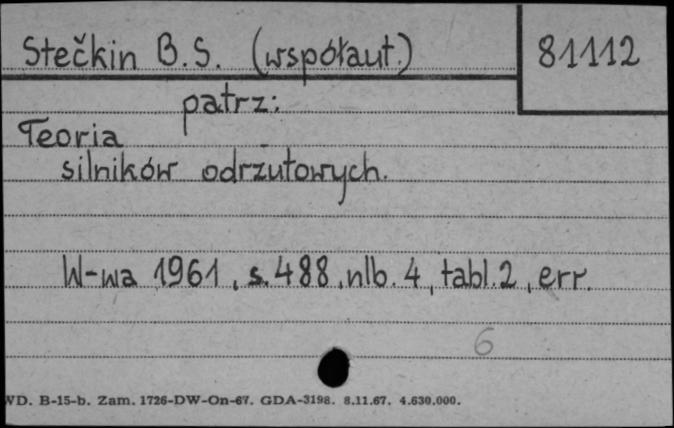 Stečkin B.S. (współaut.)
81112
patrz:
Teoria
silników odrzutowych.
W-wa 1961, s. 488, nlb. 4, tabl. 2, err.
6
WD. B-15-b. Zam. 1726-DW-On-67. GDA-3198. 8.11.67. 4.630.000.